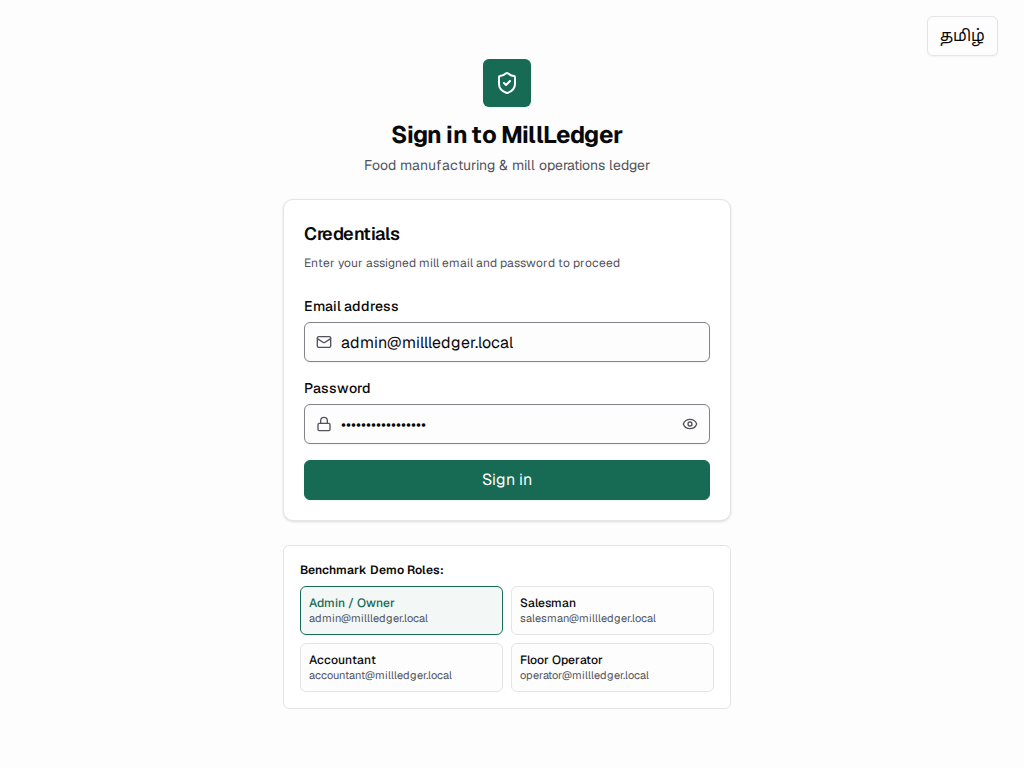 தமிழ்
Sign in to MillLedger
Food manufacturing & mill operations ledger
Credentials
Enter your assigned mill email and password to proceed
Email address
admin@millledger.local
Password
•••••••••••••••••
Sign in
Benchmark Demo Roles:
Admin / Owner
admin@millledger.local
Salesman
salesman@millledger.local
Accountant
accountant@millledger.local
Floor Operator
operator@millledger.local